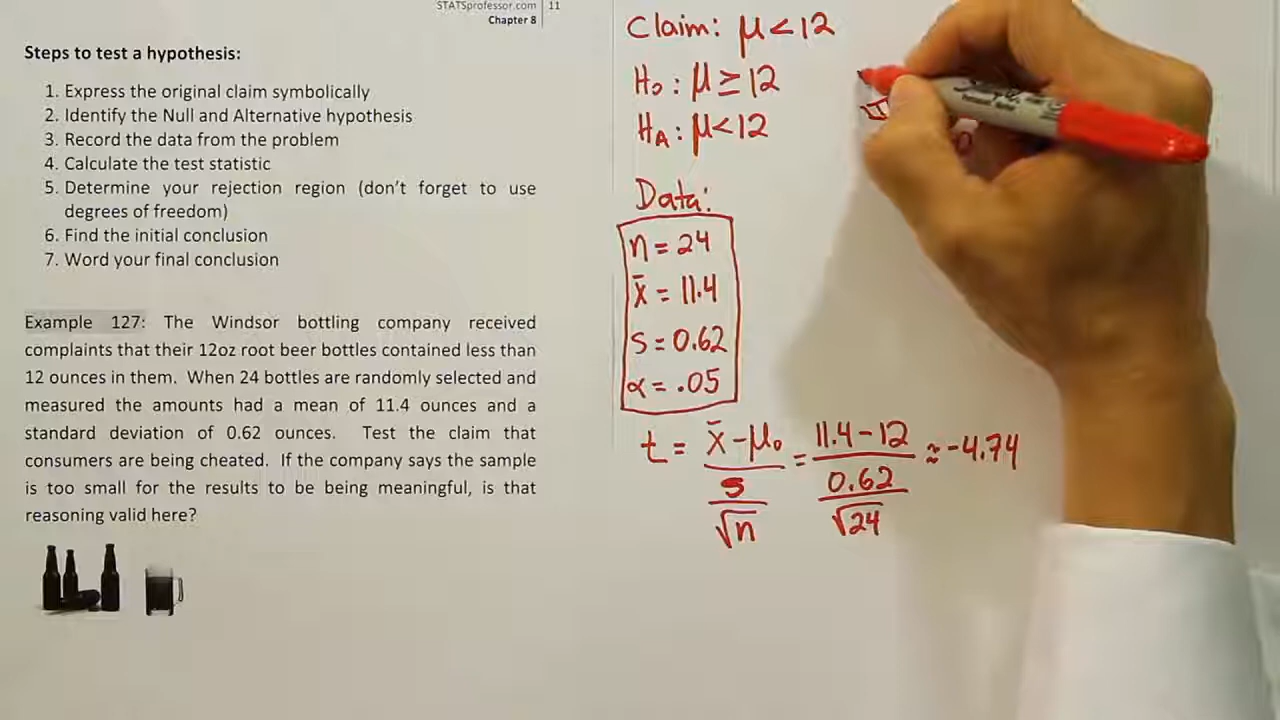 STATSprofessor.com 11
Chapter 8
Steps to test a hypothesis:
1. Express the original claim symbolically
2. Identify the Null and Alternative hypothesis
3. Record the data from the problem
4. Calculate the test statistic
5. Determine your rejection region (don't forget to use
degrees of freedom)
6. Find the initial conclusion
7. Word your final conclusion
Example 127: The Windsor bottling company received
complaints that their 12oz root beer bottles contained less than
12 ounces in them. When 24 bottles are randomly selected and
measured the amounts had a mean of 11.4 ounces and a
standard deviation of 0.62 ounces. Test the claim that
consumers are being cheated. If the company says the sample
is too small for the results to be being meaningful, is that
reasoning valid here?
Claim: μ < 12
H₀: μ ≥ 12
H_A: μ < 12
Data:
n = 24
x̄ = 11.4
s = 0.62
α = .05
t = (x̄ - μ₀)/(s/√n) = (11.4 - 12)/(0.62/√24) ≈ -4.74
0